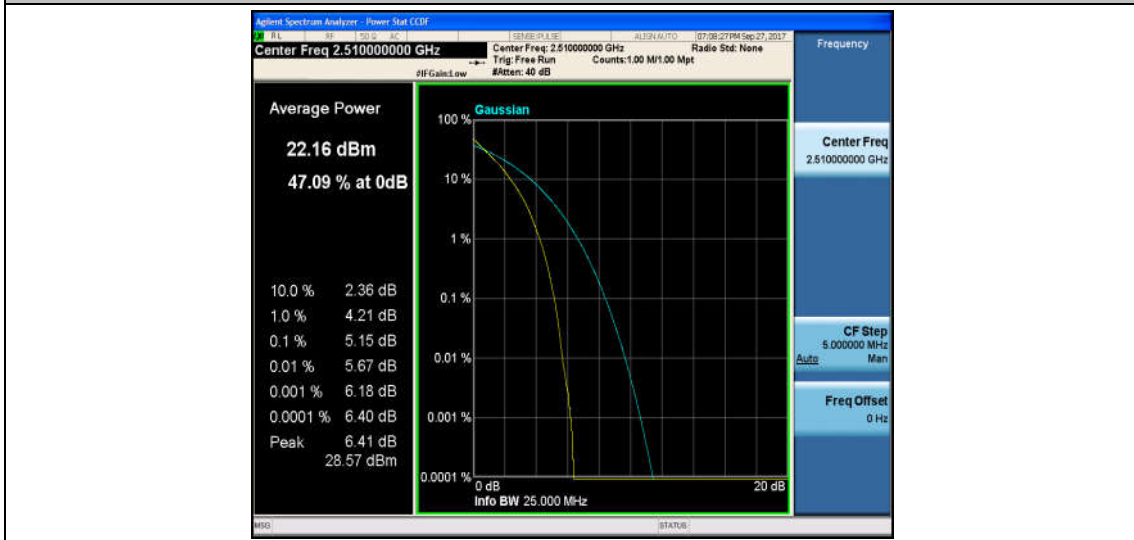 Agilent Spectrum Analyzer - Power Stat CCDF
RL RF 50 Ω AC SENSE:PULSE ALIGN AUTO 07:08:27 PM Sep 27, 2017
Center Freq 2.510000000 GHz
Center Freq: 2.510000000 GHz Radio Std: None
Trig: Free Run Counts:1.00 M/1.00 Mpt
#IFGain:Low #Atten: 40 dB
Frequency
Average Power
22.16 dBm
47.09 % at 0dB
10.0 % 2.36 dB
1.0 % 4.21 dB
0.1 % 5.15 dB
0.01 % 5.67 dB
0.001 % 6.18 dB
0.0001 % 6.40 dB
Peak 6.41 dB
28.57 dBm
Gaussian
100 %
10 %
1 %
0.1 %
0.01 %
0.001 %
0.0001 %
0 dB 20 dB
Info BW 25.000 MHz
Center Freq
2.510000000 GHz
CF Step
5.000000 MHz
Auto Man
Freq Offset
0 Hz
MSG STATUS